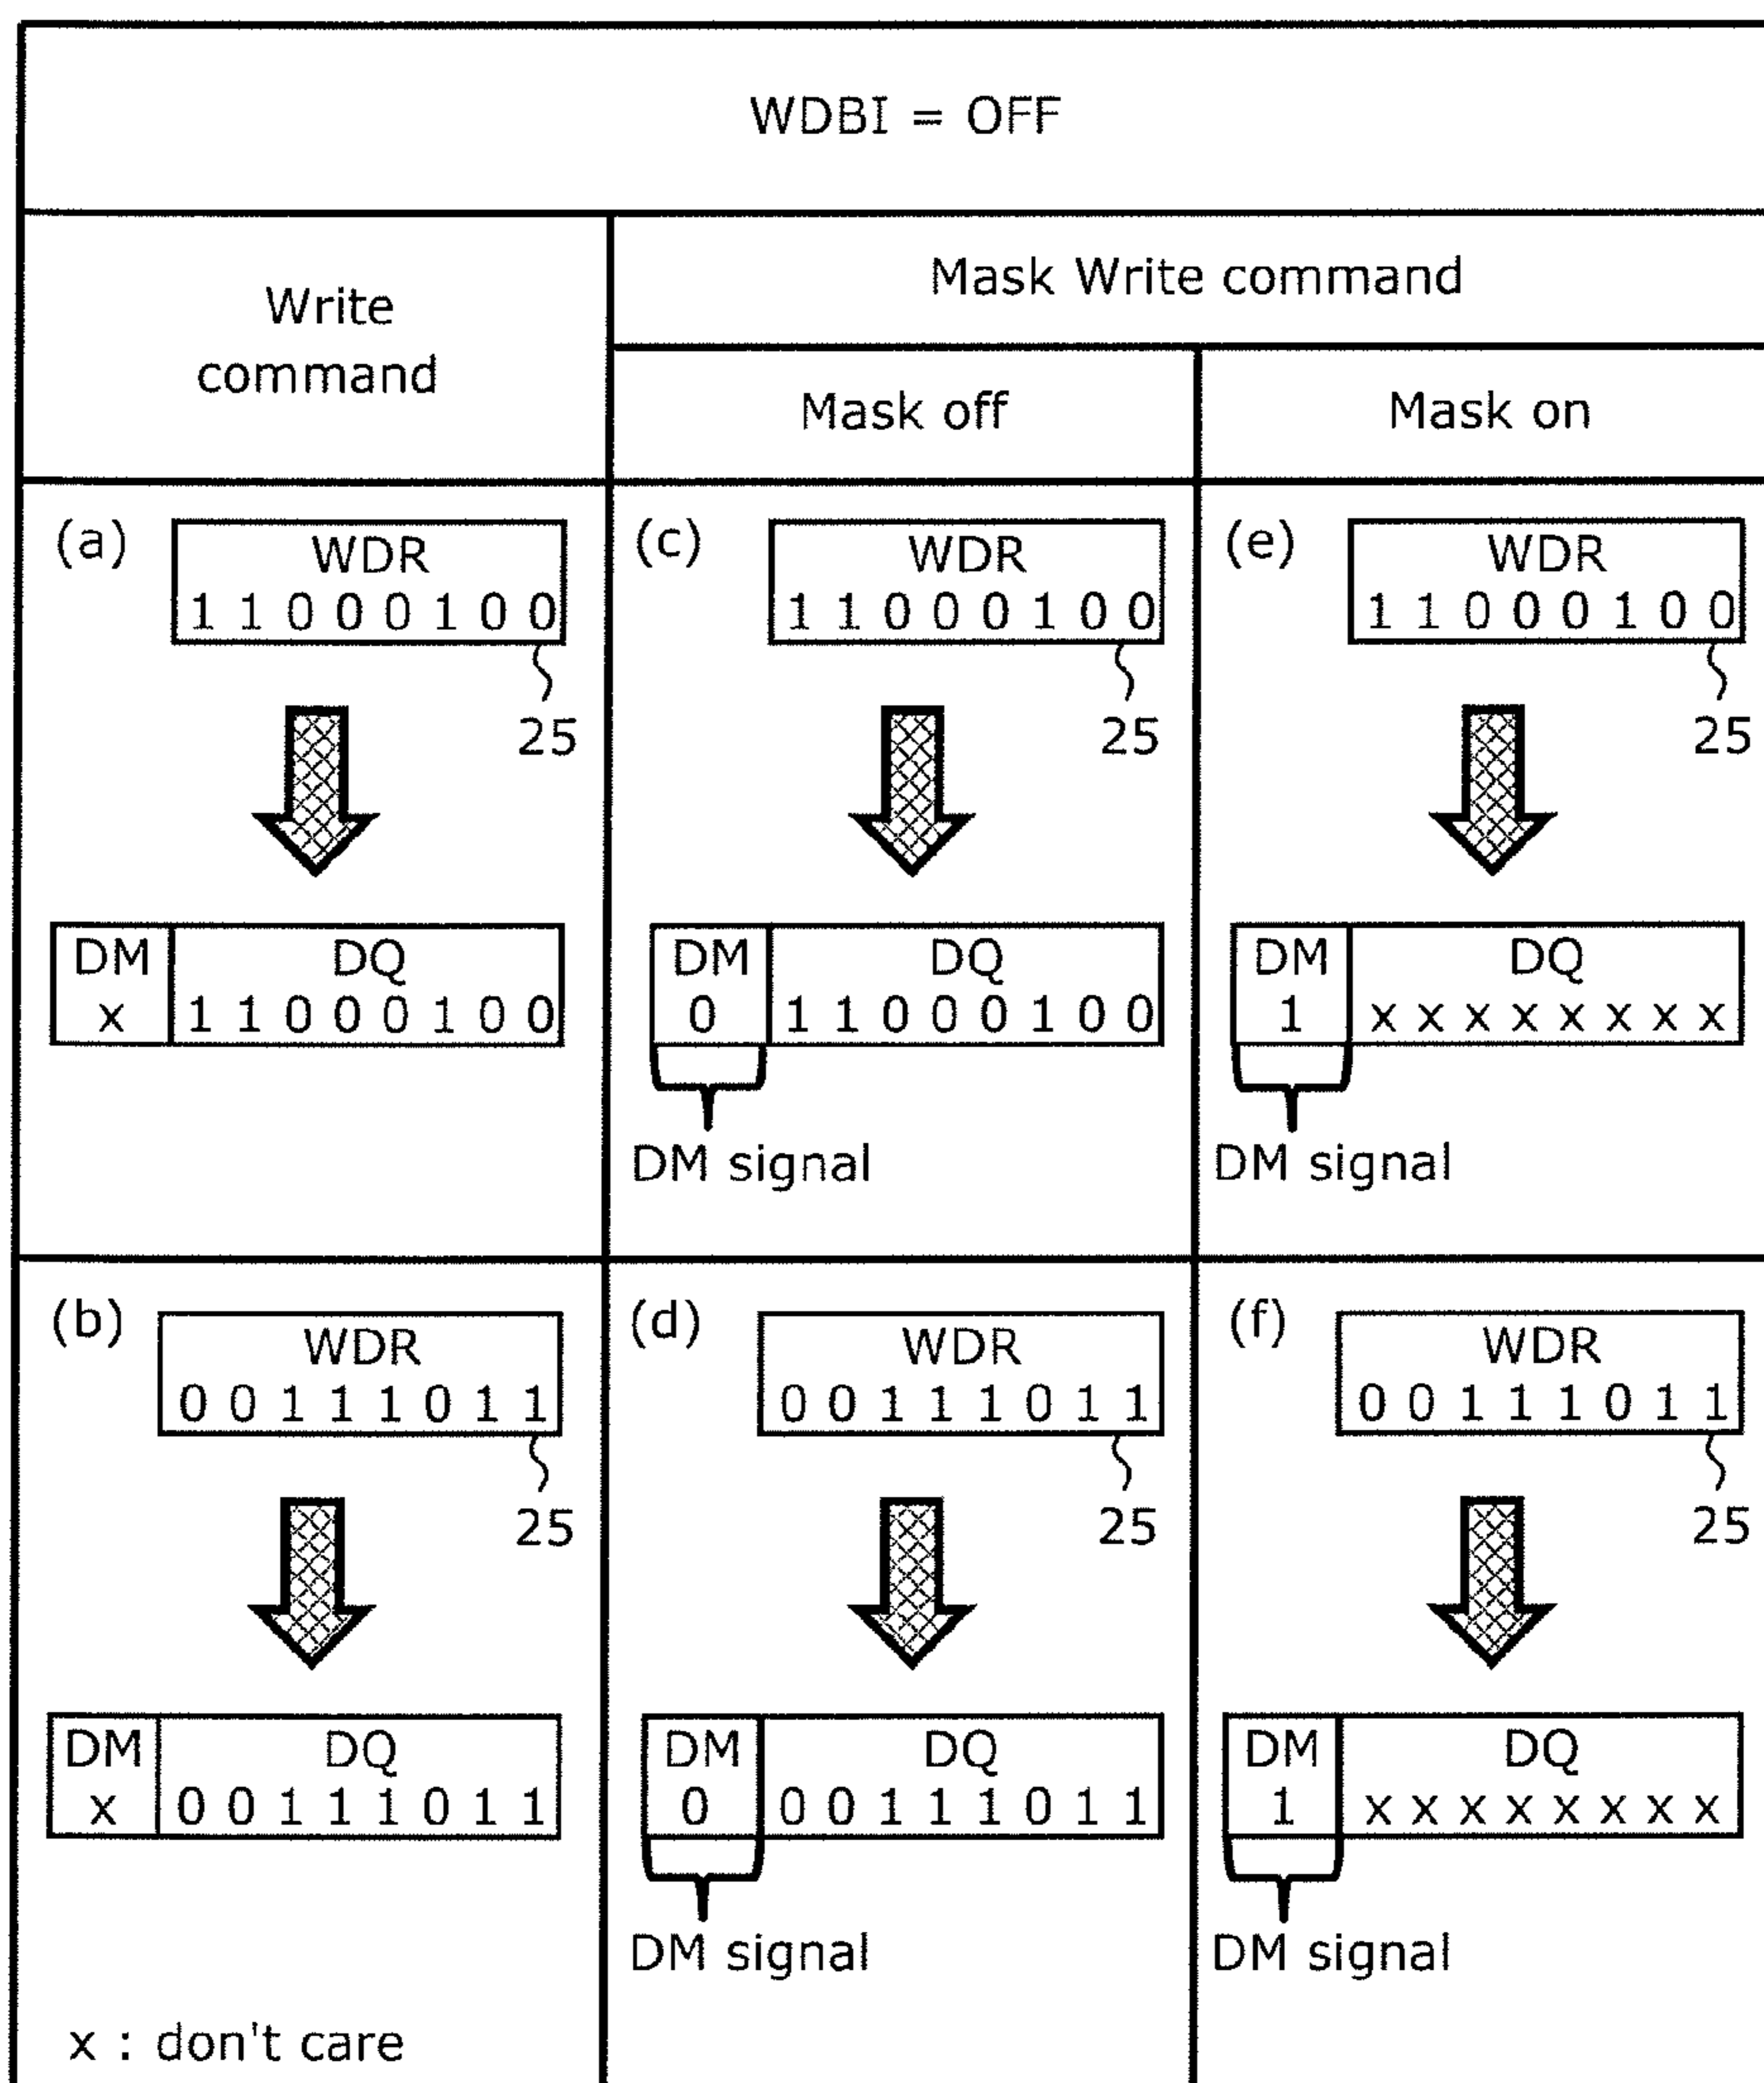 WDBI = OFF
Write
command
Mask Write command
Mask off
Mask on
(a)
WDR
1 1 0 0 0 1 0 0
25
DM
DQ
x
1 1 0 0 0 1 0 0
(c)
WDR
1 1 0 0 0 1 0 0
25
DM
DQ
0
1 1 0 0 0 1 0 0
DM signal
(e)
WDR
1 1 0 0 0 1 0 0
25
DM
DQ
1
x x x x x x x x
DM signal
(b)
WDR
0 0 1 1 1 0 1 1
25
DM
DQ
x
0 0 1 1 1 0 1 1
x : don't care
(d)
WDR
0 0 1 1 1 0 1 1
25
DM
DQ
0
0 0 1 1 1 0 1 1
DM signal
(f)
WDR
0 0 1 1 1 0 1 1
25
DM
DQ
1
x x x x x x x x
DM signal